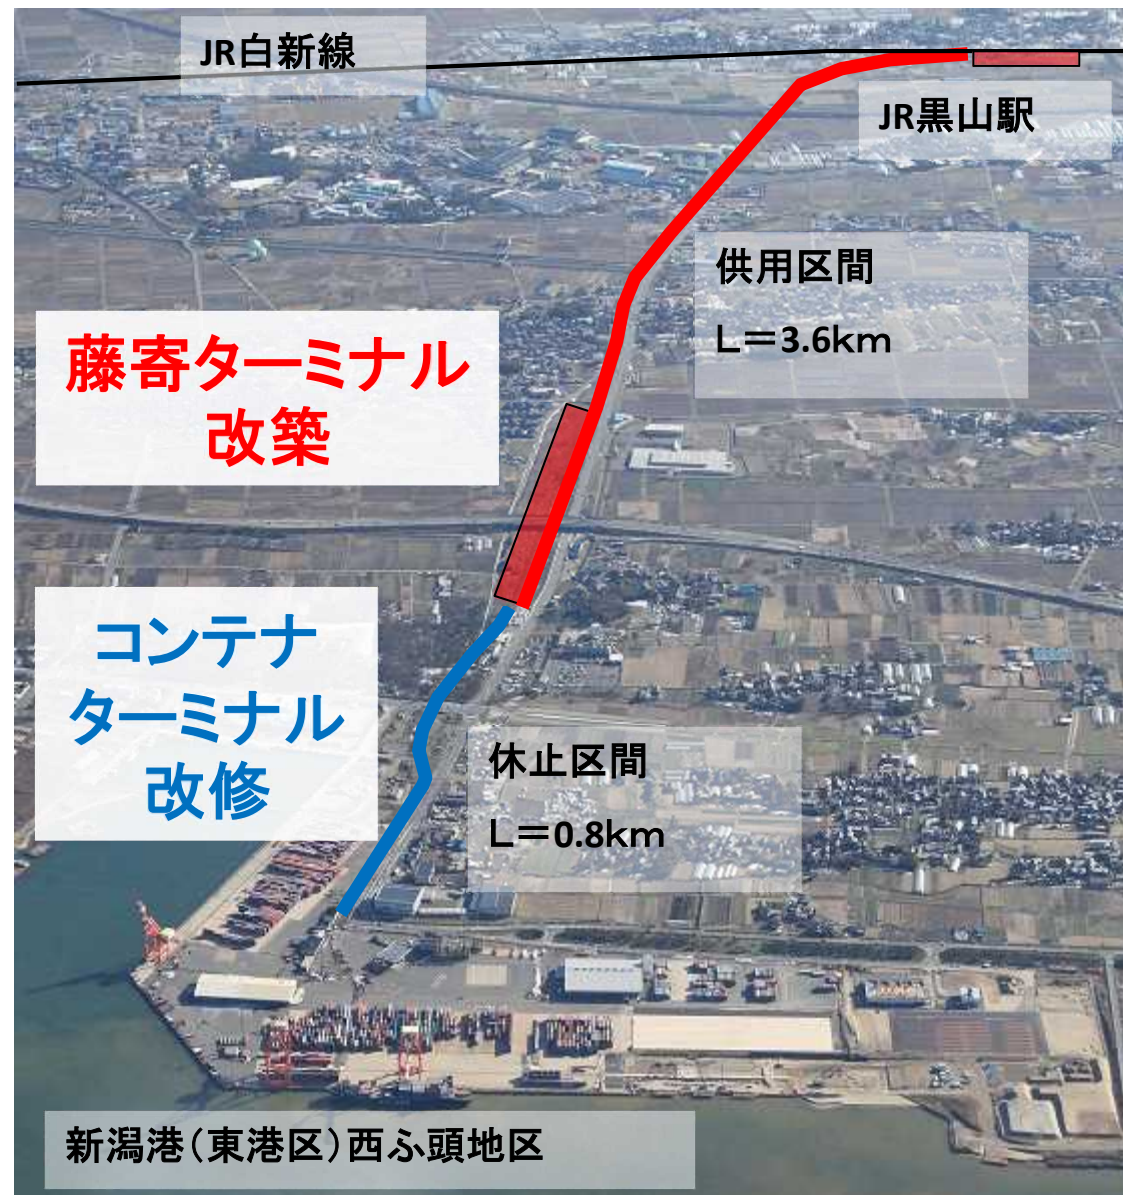 JR白新線
JR黒山駅
供用区間
L＝3.6km
藤寄ターミナル
改築
コンテナ
ターミナル
改修
休止区間
L＝0.8km
新潟港(東港区)西ふ頭地区